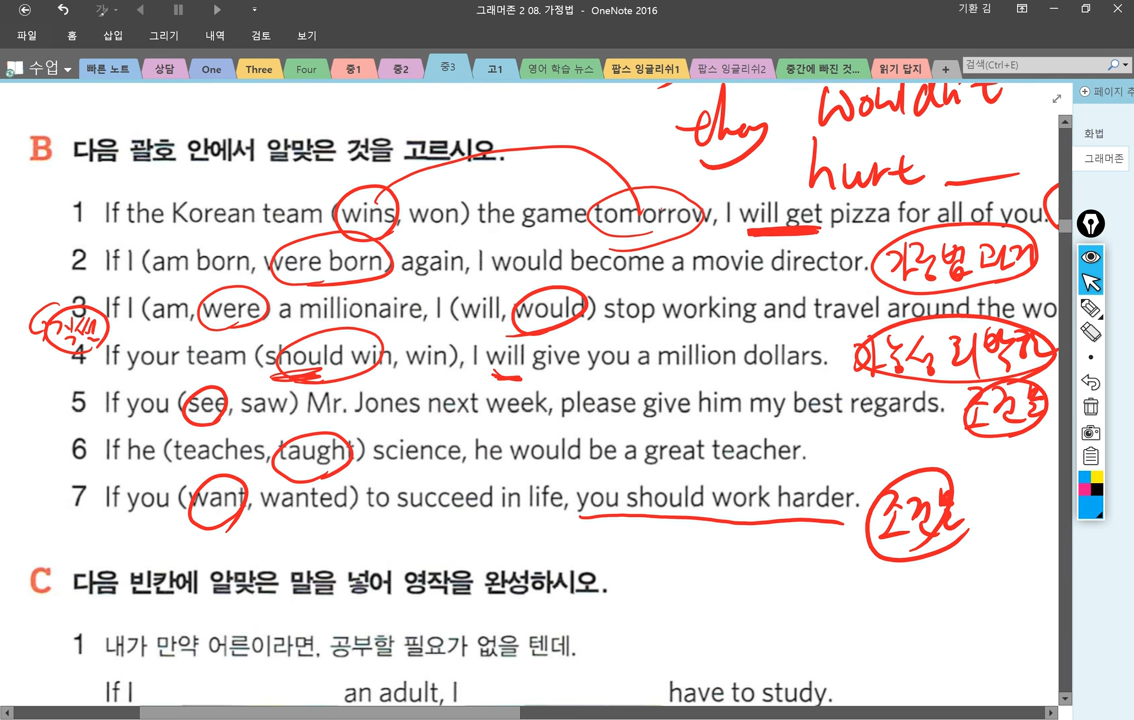 그래머존 2 08. 가정법 - OneNote 2016
기환 김
파일 홈 삽입 그리기 내역 검토 보기
수업 빠른 노트 상담 One Three Four 중1 중2 중3 고1 영어 학습 뉴스 팝스 잉글리쉬1 팝스 잉글리쉬2 중간에 빠진 것... 읽기 답지 + 검색(Ctrl+E)
페이지 추
화법
그래머존
they wouldn't
hurt
B 다음 괄호 안에서 알맞은 것을 고르시오.
1 If the Korean team (wins, won) the game tomorrow, I will get pizza for all of you.
2 If I (am born, were born) again, I would become a movie director. 가정법 과거
3 If I (am, were) a millionaire, I (will, would) stop working and travel around the wo
4 If your team (should win, win), I will give you a million dollars. 가능성 희박한
5 If you (see, saw) Mr. Jones next week, please give him my best regards. 조건문
6 If he (teaches, taught) science, he would be a great teacher.
7 If you (want, wanted) to succeed in life, you should work harder. 조건문
C 다음 빈칸에 알맞은 말을 넣어 영작을 완성하시오.
1 내가 만약 어른이라면, 공부할 필요가 없을 텐데.
If I an adult, I have to study.